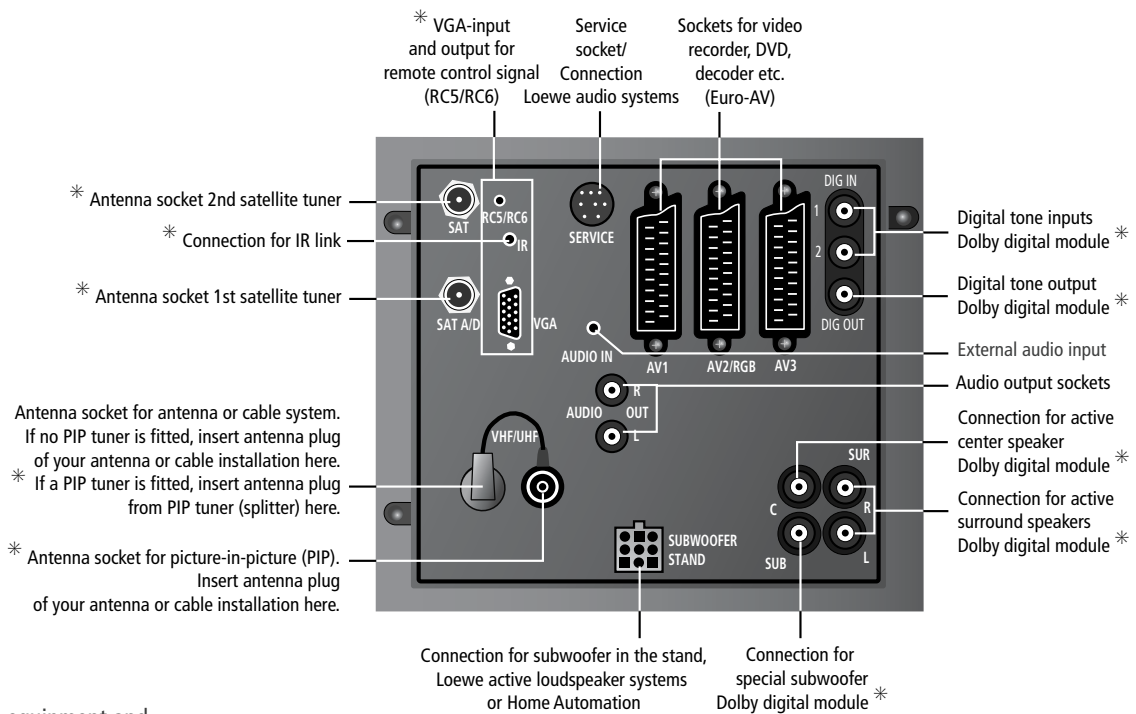 ✳ VGA-input
and output for
remote control signal
(RC5/RC6)
Service
socket/
Connection
Loewe audio systems
Sockets for video
recorder, DVD,
decoder etc.
(Euro-AV)
✳ Antenna socket 2nd satellite tuner
✳ Connection for IR link
✳ Antenna socket 1st satellite tuner
Antenna socket for antenna or cable system.
If no PIP tuner is fitted, insert antenna plug
of your antenna or cable installation here.
✳ If a PIP tuner is fitted, insert antenna plug
from PIP tuner (splitter) here.
✳ Antenna socket for picture-in-picture (PIP).
Insert antenna plug
of your antenna or cable installation here.
SAT
RC5/RC6
IR
SAT A/D
VGA
SERVICE
AUDIO IN
AV1
AV2/RGB
AV3
DIG IN
1
2
DIG OUT
R
AUDIO OUT
L
VHF/UHF
SUBWOOFER
STAND
SUR
C
R
SUB
L
Digital tone inputs
Dolby digital module ✳
Digital tone output
Dolby digital module ✳
External audio input
Audio output sockets
Connection for active
center speaker
Dolby digital module ✳
Connection for active
surround speakers
Dolby digital module ✳
Connection for subwoofer in the stand,
Loewe active loudspeaker systems
or Home Automation
Connection for
special subwoofer
Dolby digital module ✳
equipment and